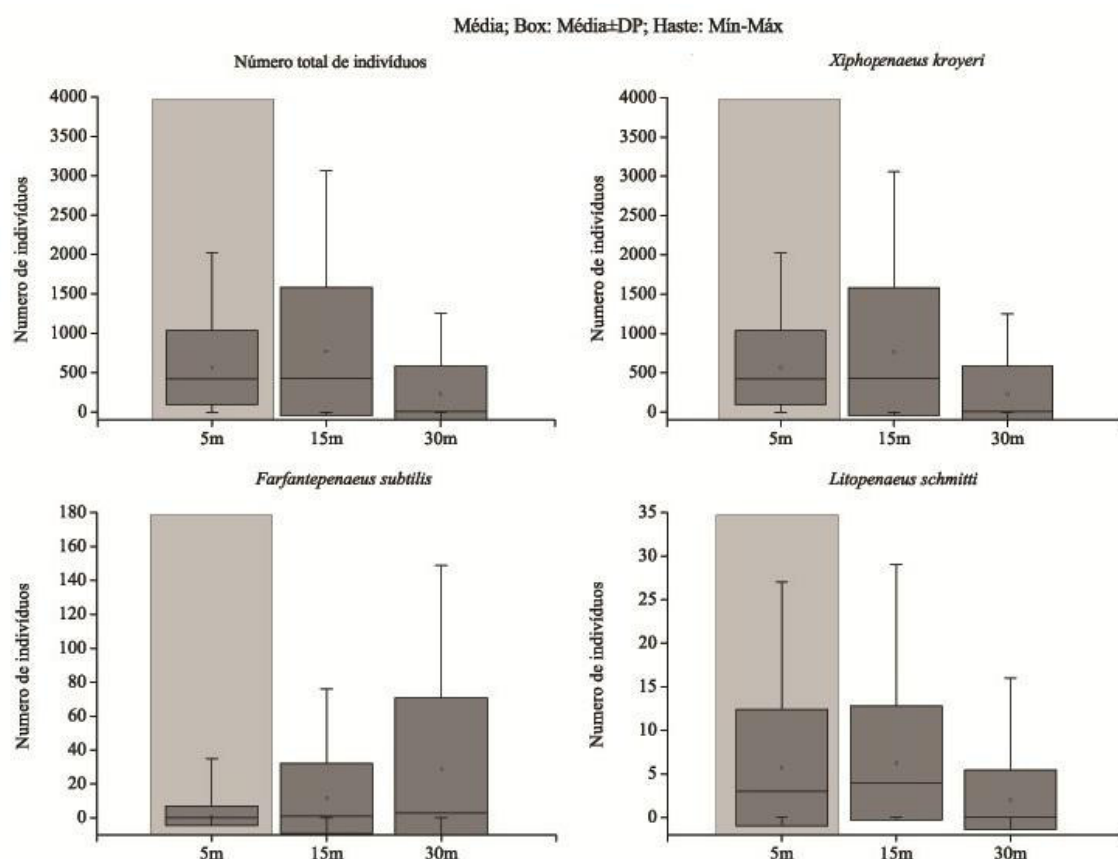 Média; Box: Média±DP; Haste: Mín-Máx
Número total de indivíduos
Numero de indivíduos
4000
3500
3000
2500
2000
1500
1000
500
0
5m 15m 30m
Xiphopenaeus kroyeri
Numero de indivíduos
4000
3500
3000
2500
2000
1500
1000
500
0
5m 15m 30m
Farfantepenaeus subtilis
Numero de indivíduos
180
160
140
120
100
80
60
40
20
0
5m 15m 30m
Litopenaeus schmitti
Numero de indivíduos
35
30
25
20
15
10
5
0
5m 15m 30m